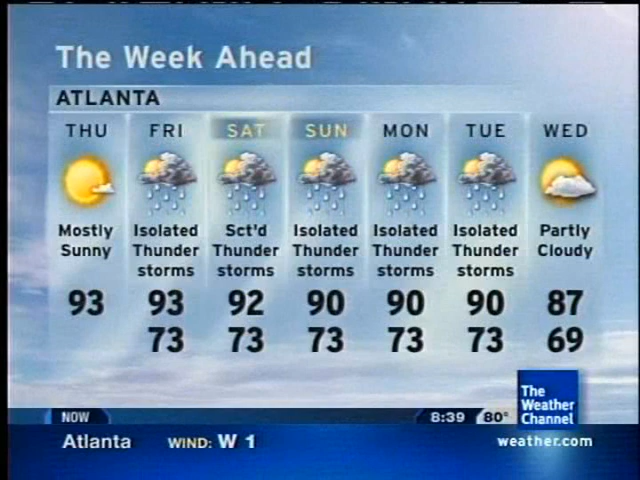 The Week Ahead
ATLANTA
THU FRI SAT SUN MON TUE WED
Mostly Sunny
Isolated Thunder storms
Sct'd Thunder storms
Isolated Thunder storms
Isolated Thunder storms
Isolated Thunder storms
Partly Cloudy
93 93 92 90 90 90 87
73 73 73 73 73 69
The
Weather
Channel
NOW 8:39 80°
Atlanta WIND: W 1 weather.com